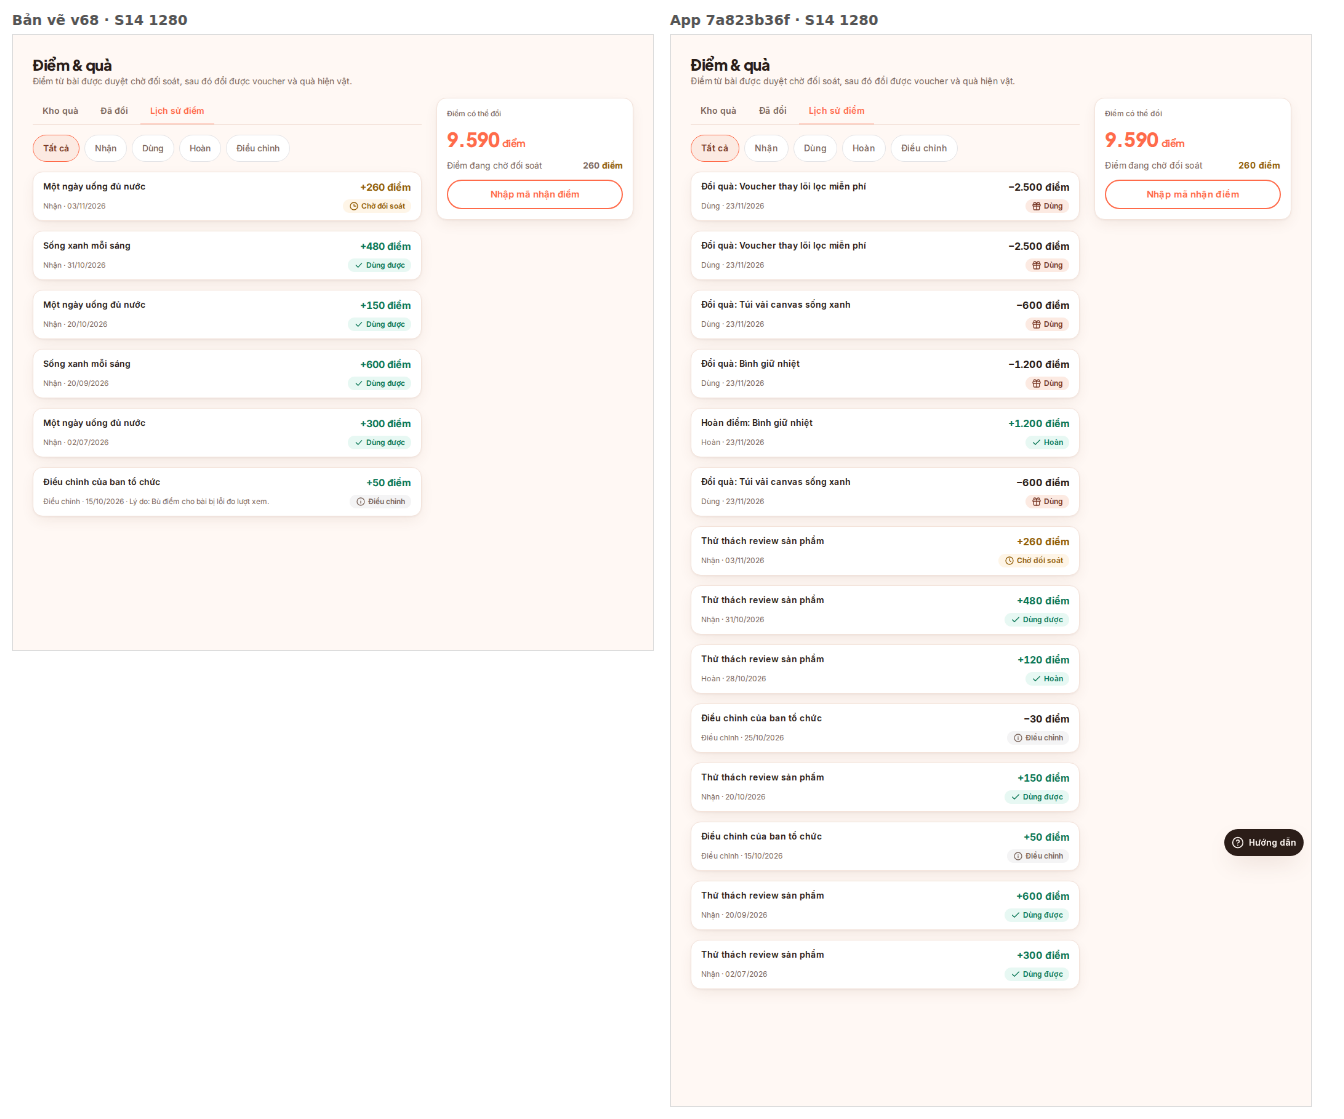 Bản vẽ v68 · S14 1280
Điểm & quà
Điểm từ bài được duyệt chờ đối soát, sau đó đổi được voucher và quà hiện vật.
Kho quà
Đã đổi
Lịch sử điểm
Tất cả
Nhận
Dùng
Hoàn
Điều chỉnh
Một ngày uống đủ nước
+260 điểm
Nhận · 03/11/2026
Chờ đối soát
Sống xanh mỗi sáng
+480 điểm
Nhận · 31/10/2026
Dùng được
Một ngày uống đủ nước
+150 điểm
Nhận · 20/10/2026
Dùng được
Sống xanh mỗi sáng
+600 điểm
Nhận · 20/09/2026
Dùng được
Một ngày uống đủ nước
+300 điểm
Nhận · 02/07/2026
Dùng được
Điều chỉnh của ban tổ chức
+50 điểm
Điều chỉnh · 15/10/2026 · Lý do: Bù điểm cho bài bị lỗi đo lượt xem.
Điều chỉnh
Điểm có thể đổi
9.590 điểm
Điểm đang chờ đối soát
260 điểm
Nhập mã nhận điểm
App 7a823b36f · S14 1280
Điểm & quà
Điểm từ bài được duyệt chờ đối soát, sau đó đổi được voucher và quà hiện vật.
Kho quà
Đã đổi
Lịch sử điểm
Tất cả
Nhận
Dùng
Hoàn
Điều chỉnh
Đổi quà: Voucher thay lõi lọc miễn phí
−2.500 điểm
Dùng · 23/11/2026
Dùng
Đổi quà: Voucher thay lõi lọc miễn phí
−2.500 điểm
Dùng · 23/11/2026
Dùng
Đổi quà: Túi vải canvas sống xanh
−600 điểm
Dùng · 23/11/2026
Dùng
Đổi quà: Bình giữ nhiệt
−1.200 điểm
Dùng · 23/11/2026
Dùng
Hoàn điểm: Bình giữ nhiệt
+1.200 điểm
Hoàn · 23/11/2026
Hoàn
Đổi quà: Túi vải canvas sống xanh
−600 điểm
Dùng · 23/11/2026
Dùng
Thử thách review sản phẩm
+260 điểm
Nhận · 03/11/2026
Chờ đối soát
Thử thách review sản phẩm
+480 điểm
Nhận · 31/10/2026
Dùng được
Thử thách review sản phẩm
+120 điểm
Hoàn · 28/10/2026
Hoàn
Điều chỉnh của ban tổ chức
−30 điểm
Điều chỉnh · 25/10/2026
Điều chỉnh
Thử thách review sản phẩm
+150 điểm
Nhận · 20/10/2026
Dùng được
Điều chỉnh của ban tổ chức
+50 điểm
Điều chỉnh · 15/10/2026
Điều chỉnh
Thử thách review sản phẩm
+600 điểm
Nhận · 20/09/2026
Dùng được
Thử thách review sản phẩm
+300 điểm
Nhận · 02/07/2026
Dùng được
Điểm có thể đổi
9.590 điểm
Điểm đang chờ đối soát
260 điểm
Nhập mã nhận điểm
Hướng dẫn